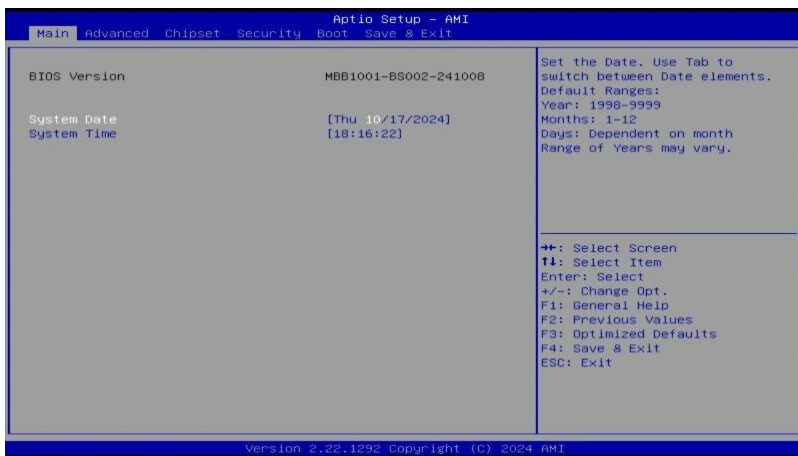 Aptio Setup – AMI
Main Advanced Chipset Security Boot Save & Exit
BIOS Version MBB1001-BS002-241008
System Date [Thu 10/17/2024]
System Time [18:16:22]
Set the Date. Use Tab to
switch between Date elements.
Default Ranges:
Year: 1998-9999
Months: 1-12
Days: Dependent on month
Range of Years may vary.
→←: Select Screen
↑↓: Select Item
Enter: Select
+/-: Change Opt.
F1: General Help
F2: Previous Values
F3: Optimized Defaults
F4: Save & Exit
ESC: Exit
Version 2.22.1292 Copyright (C) 2024 AMI